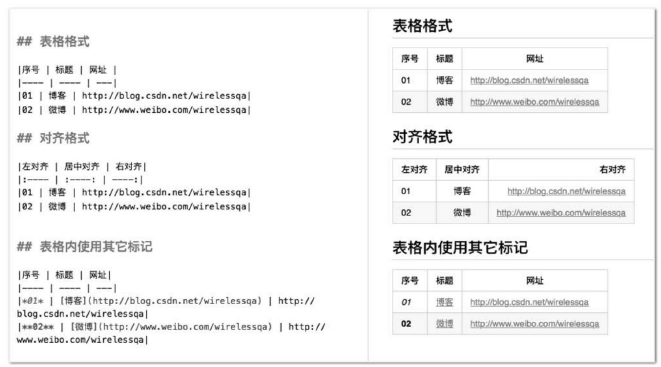 ## 表格格式
|序号 | 标题 | 网址 |
|---- | ---- | ---|
|01 | 博客 | http://blog.csdn.net/wirelessqa|
|02 | 微博 | http://www.weibo.com/wirelessqa|
## 对齐格式
|左对齐 | 居中对齐 | 右对齐|
|:---- | :----: | ----:|
|01 | 博客 | http://blog.csdn.net/wirelessqa|
|02 | 微博 | http://www.weibo.com/wirelessqa|
## 表格内使用其它标记
|序号 | 标题 | 网址|
|---- | ---- | ---|
|*01* | [博客](http://blog.csdn.net/wirelessqa) | http://
blog.csdn.net/wirelessqa|
|**02** | [微博](http://www.weibo.com/wirelessqa) | http://
www.weibo.com/wirelessqa|
表格格式
序号 标题 网址
01 博客 http://blog.csdn.net/wirelessqa
02 微博 http://www.weibo.com/wirelessqa
对齐格式
左对齐 居中对齐 右对齐
01 博客 http://blog.csdn.net/wirelessqa
02 微博 http://www.weibo.com/wirelessqa
表格内使用其它标记
序号 标题 网址
01 博客 http://blog.csdn.net/wirelessqa
02 微博 http://www.weibo.com/wirelessqa